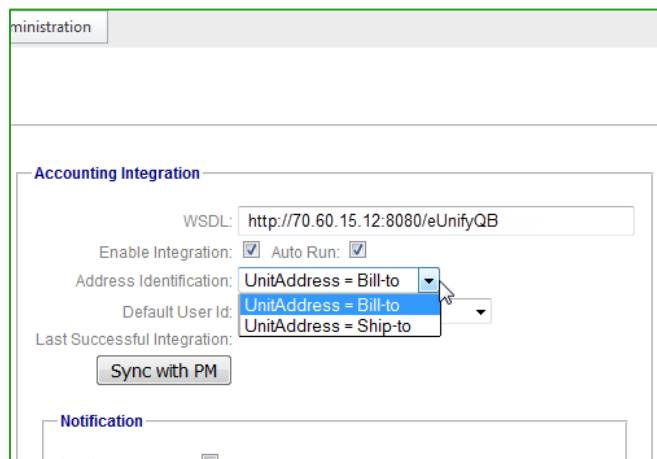 ministration
Accounting Integration
WSDL: http://70.60.15.12:8080/eUnifyQB
Enable Integration: Auto Run:
Address Identification: UnitAddress = Bill-to
UnitAddress = Bill-to
Default User Id:
UnitAddress = Ship-to
Last Successful Integration:
Sync with PM
Notification